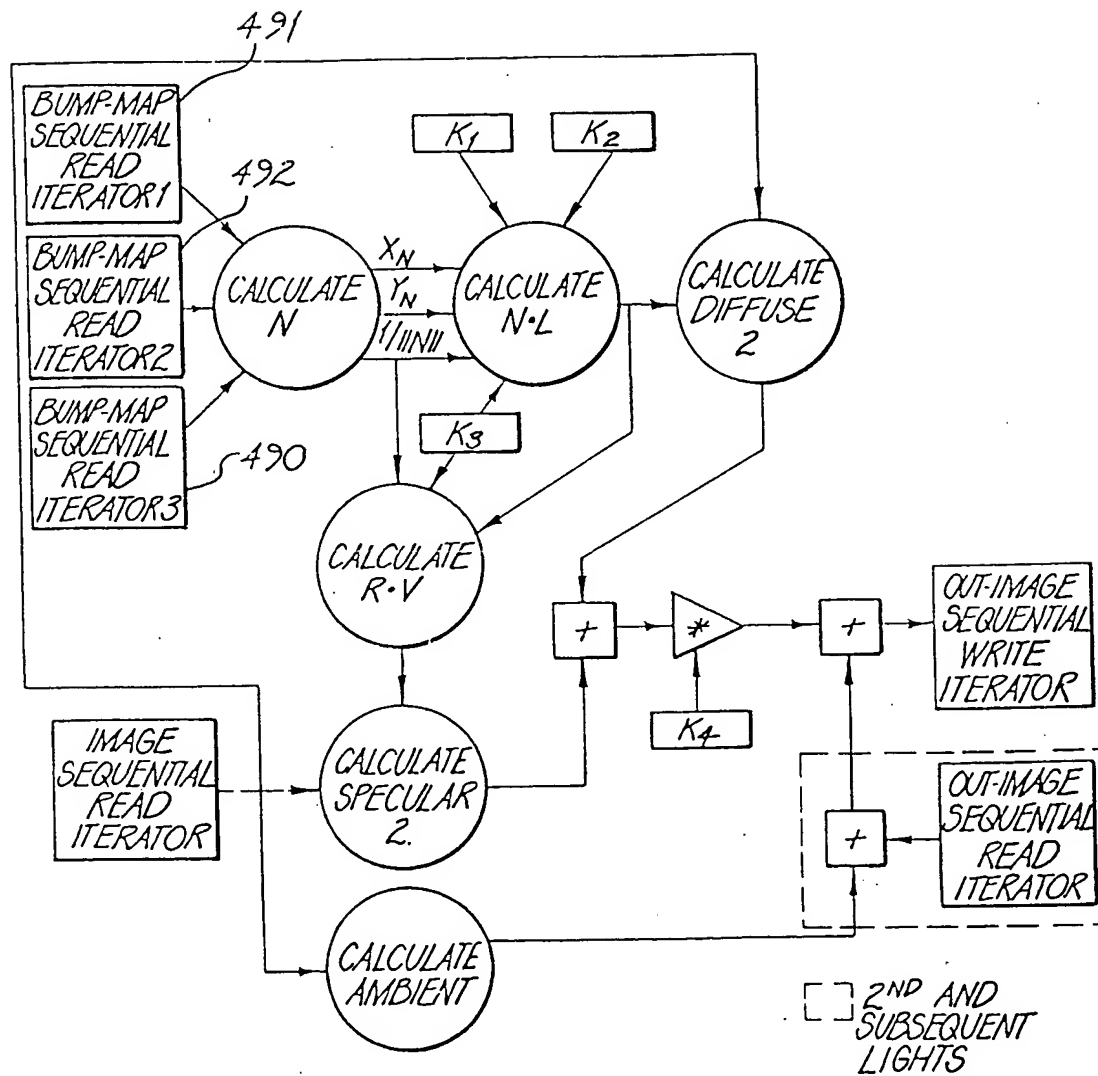 491
BUMP-MAP
SEQUENTIAL
READ
ITERATOR1
K1
K2
492
BUMP-MAP
SEQUENTIAL
READ
ITERATOR2
CALCULATE
N
XN
YN
1/||N||
CALCULATE
N•L
CALCULATE
DIFFUSE
2
BUMP-MAP
SEQUENTIAL
READ
ITERATOR3
490
K3
CALCULATE
R•V
+
*
+
OUT-IMAGE
SEQUENTIAL
WRITE
ITERATOR
K4
IMAGE
SEQUENTIAL
READ
ITERATOR
CALCULATE
SPECULAR
2.
+
OUT-IMAGE
SEQUENTIAL
READ
ITERATOR
CALCULATE
AMBIENT
2ND AND
SUBSEQUENT
LIGHTS